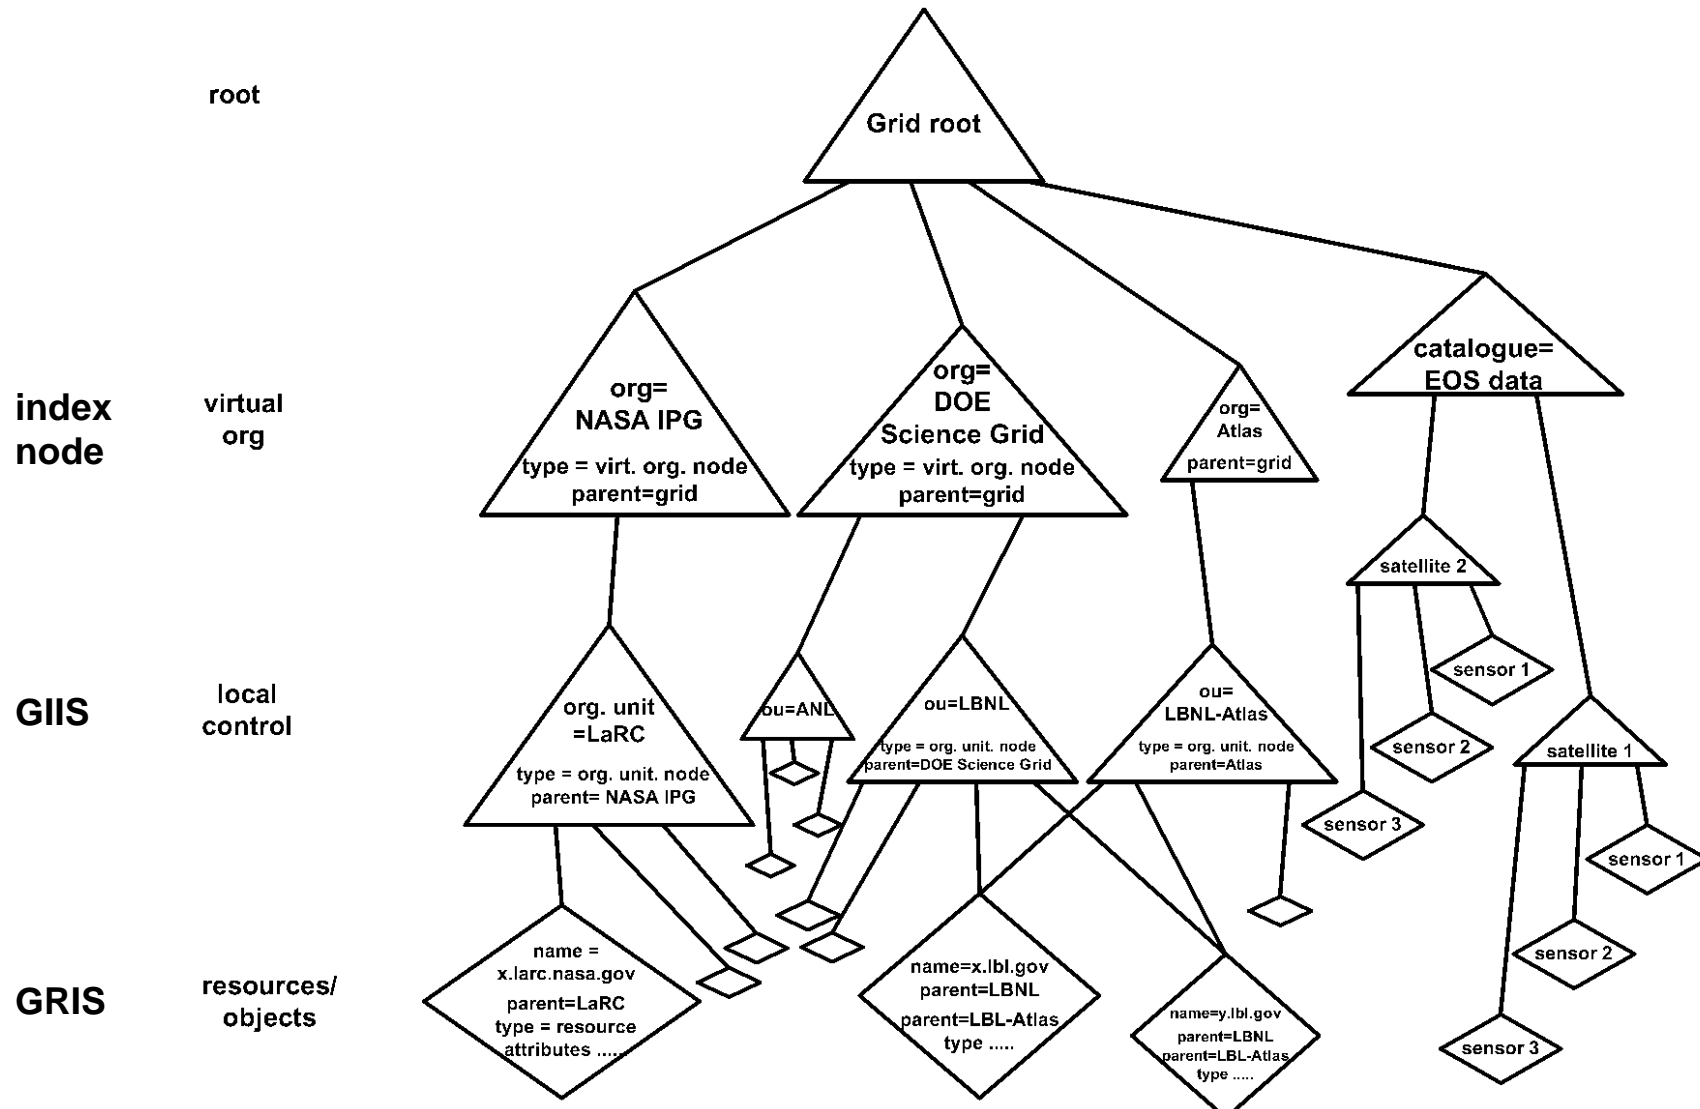 root
Grid root
index
node
virtual
org
org=
NASA IPG
type = virt. org. node
parent=grid
org=
DOE
Science Grid
type = virt. org. node
parent=grid
org=
Atlas
parent=grid
catalogue=
EOS data
satellite 2
sensor 1
sensor 2
sensor 3
satellite 1
sensor 1
sensor 2
sensor 3
GIIS
local
control
org. unit
=LaRC
type = org. unit. node
parent= NASA IPG
ou=ANL
ou=LBNL
type = org. unit. node
parent=DOE Science Grid
ou=
LBNL-Atlas
type = org. unit. node
parent=Atlas
GRIS
resources/
objects
name =
x.larc.nasa.gov
parent=LaRC
type = resource
attributes .....
name=x.lbl.gov
parent=LBNL
parent=LBL-Atlas
type .....
name=y.lbl.gov
parent=LBNL
parent=LBL-Atlas
type .....